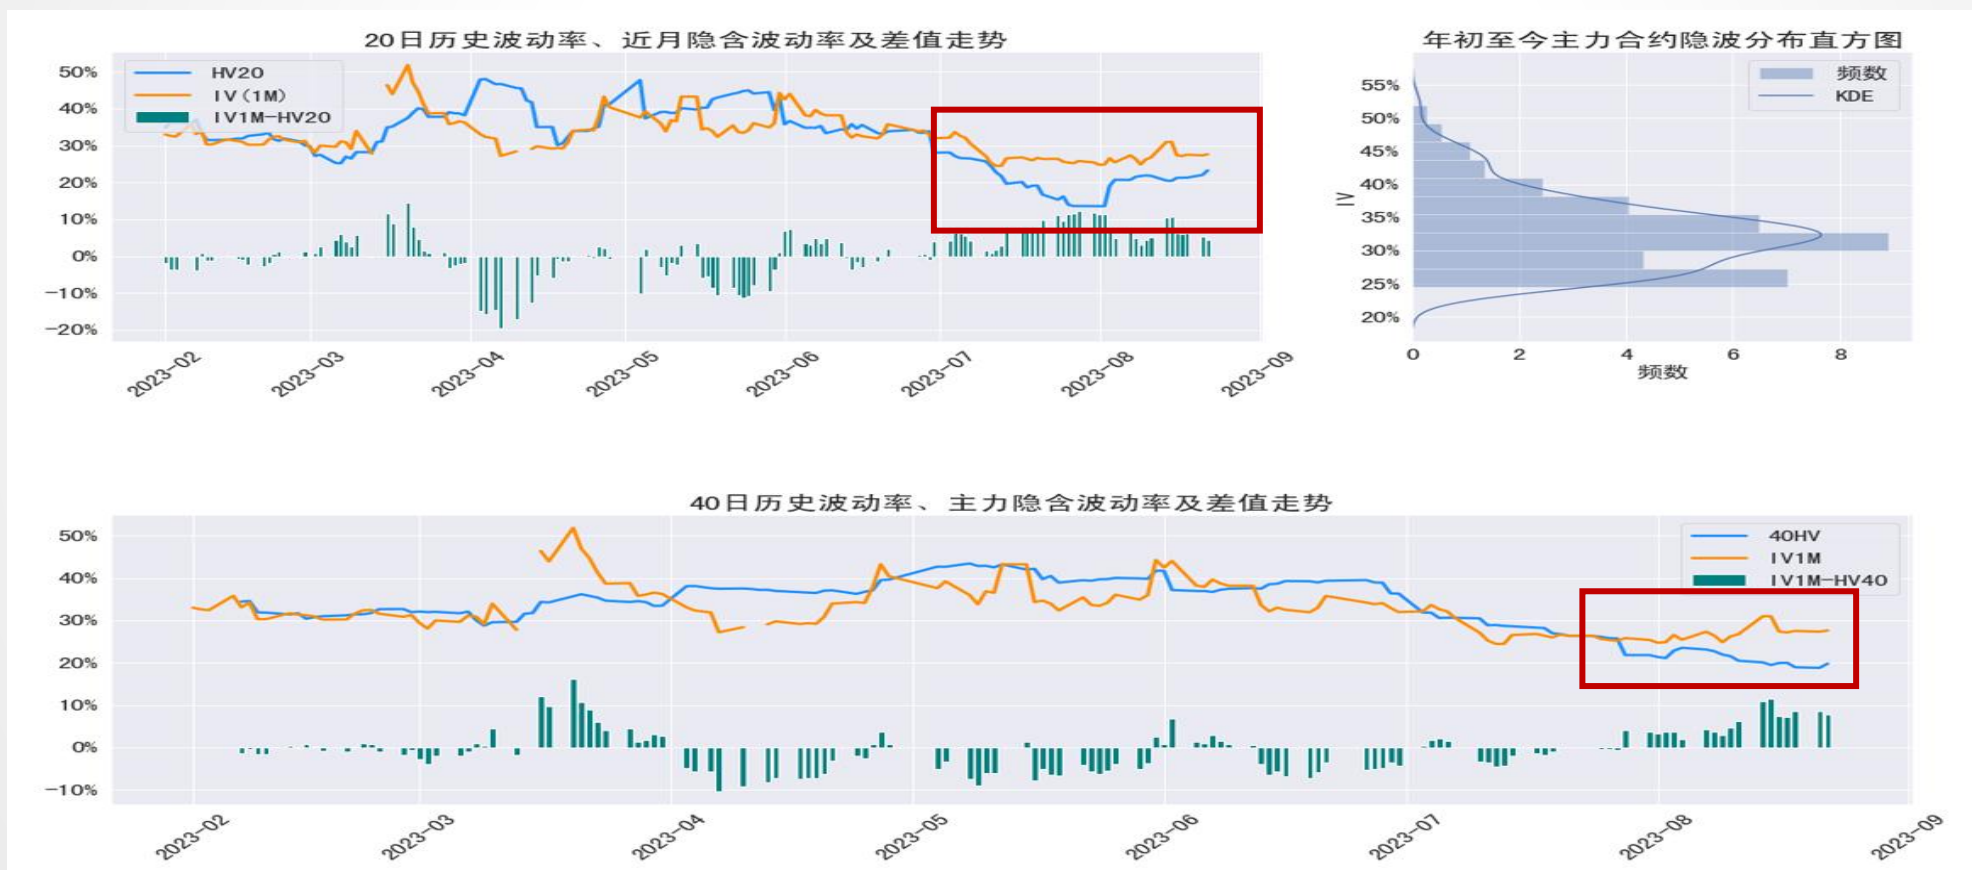 20日历史波动率、近月隐含波动率及差值走势
50%
40%
30%
20%
10%
0%
-10%
-20%
HV20
IV(1M)
IV1M-HV20
2023-02
2023-03
2023-04
2023-05
2023-06
2023-07
2023-08
2023-09
年初至今主力合约隐波分布直方图
IV
55%
50%
45%
40%
35%
30%
25%
20%
频数
KDE
0 2 4 6 8
频数
40日历史波动率、主力隐含波动率及差值走势
50%
40%
30%
20%
10%
0%
-10%
40HV
IV1M
IV1M-HV40
2023-02
2023-03
2023-04
2023-05
2023-06
2023-07
2023-08
2023-09